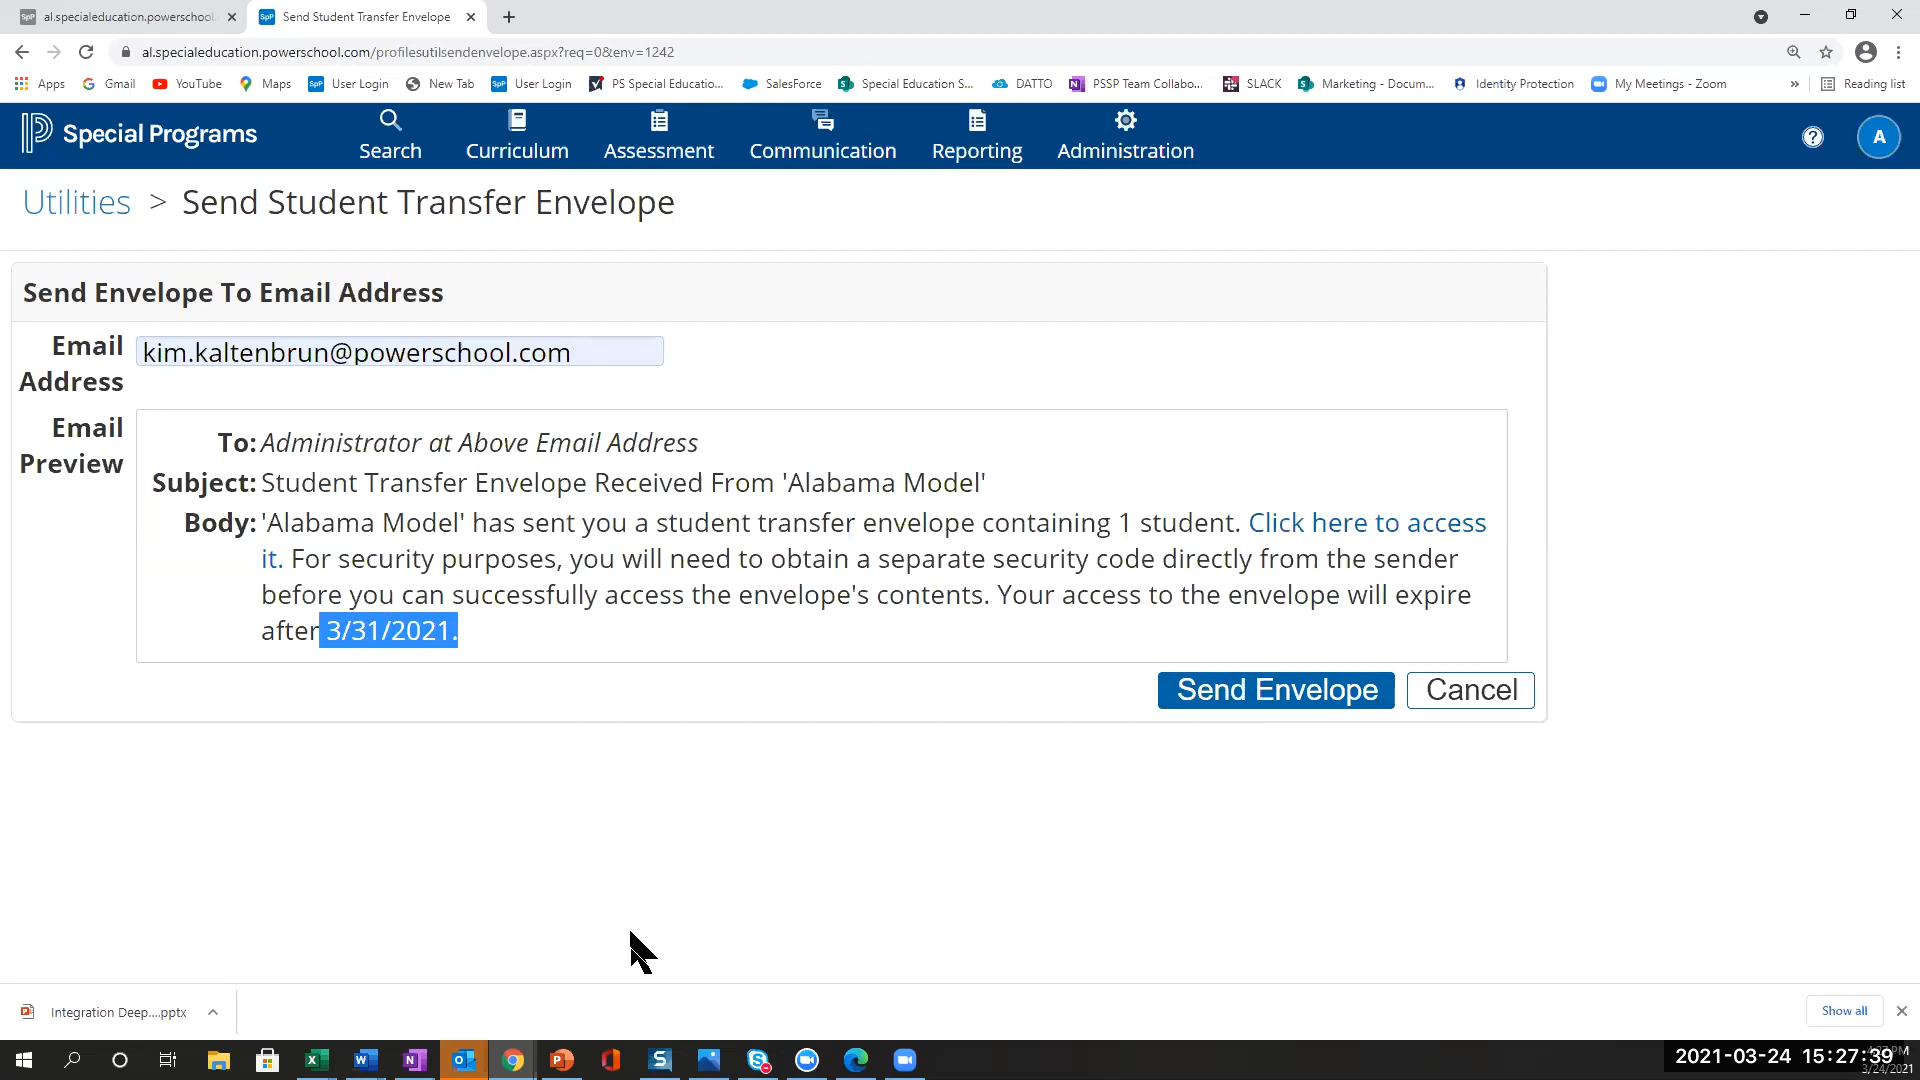 al.specialeducation.powerschool
Send Student Transfer Envelope
al.specialeducation.powerschool.com/profilesutilsendenvelope.aspx?req=0&env=1242
Apps Gmail YouTube Maps User Login New Tab User Login PS Special Educatio... SalesForce Special Education S... DATTO PSSP Team Collabo... SLACK Marketing - Docum... Identity Protection My Meetings - Zoom » Reading list
Special Programs
Search Curriculum Assessment Communication Reporting Administration
A
Utilities > Send Student Transfer Envelope
Send Envelope To Email Address
Email Address
kim.kaltenbrun@powerschool.com
Email Preview
To: Administrator at Above Email Address
Subject: Student Transfer Envelope Received From 'Alabama Model'
Body: 'Alabama Model' has sent you a student transfer envelope containing 1 student. Click here to access
it. For security purposes, you will need to obtain a separate security code directly from the sender
before you can successfully access the envelope's contents. Your access to the envelope will expire
after 3/31/2021.
Send Envelope Cancel
Integration Deep....pptx
Show all
2021-03-24 15:27:39
3/24/2021